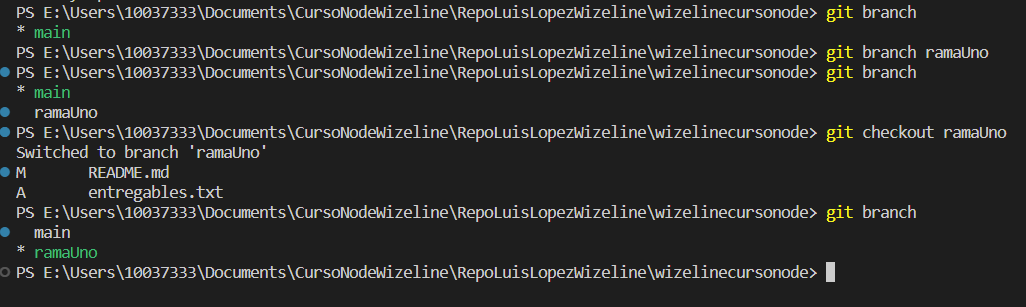 PS E:\Users\10037333\Documents\CursoNodeWizeline\RepoLuisLopezWizeline\wizelinecursonode> git branch
* main
PS E:\Users\10037333\Documents\CursoNodeWizeline\RepoLuisLopezWizeline\wizelinecursonode> git branch ramaUno
PS E:\Users\10037333\Documents\CursoNodeWizeline\RepoLuisLopezWizeline\wizelinecursonode> git branch
* main
  ramaUno
PS E:\Users\10037333\Documents\CursoNodeWizeline\RepoLuisLopezWizeline\wizelinecursonode> git checkout ramaUno
Switched to branch 'ramaUno'
M       README.md
A       entregables.txt
PS E:\Users\10037333\Documents\CursoNodeWizeline\RepoLuisLopezWizeline\wizelinecursonode> git branch
  main
* ramaUno
PS E:\Users\10037333\Documents\CursoNodeWizeline\RepoLuisLopezWizeline\wizelinecursonode>